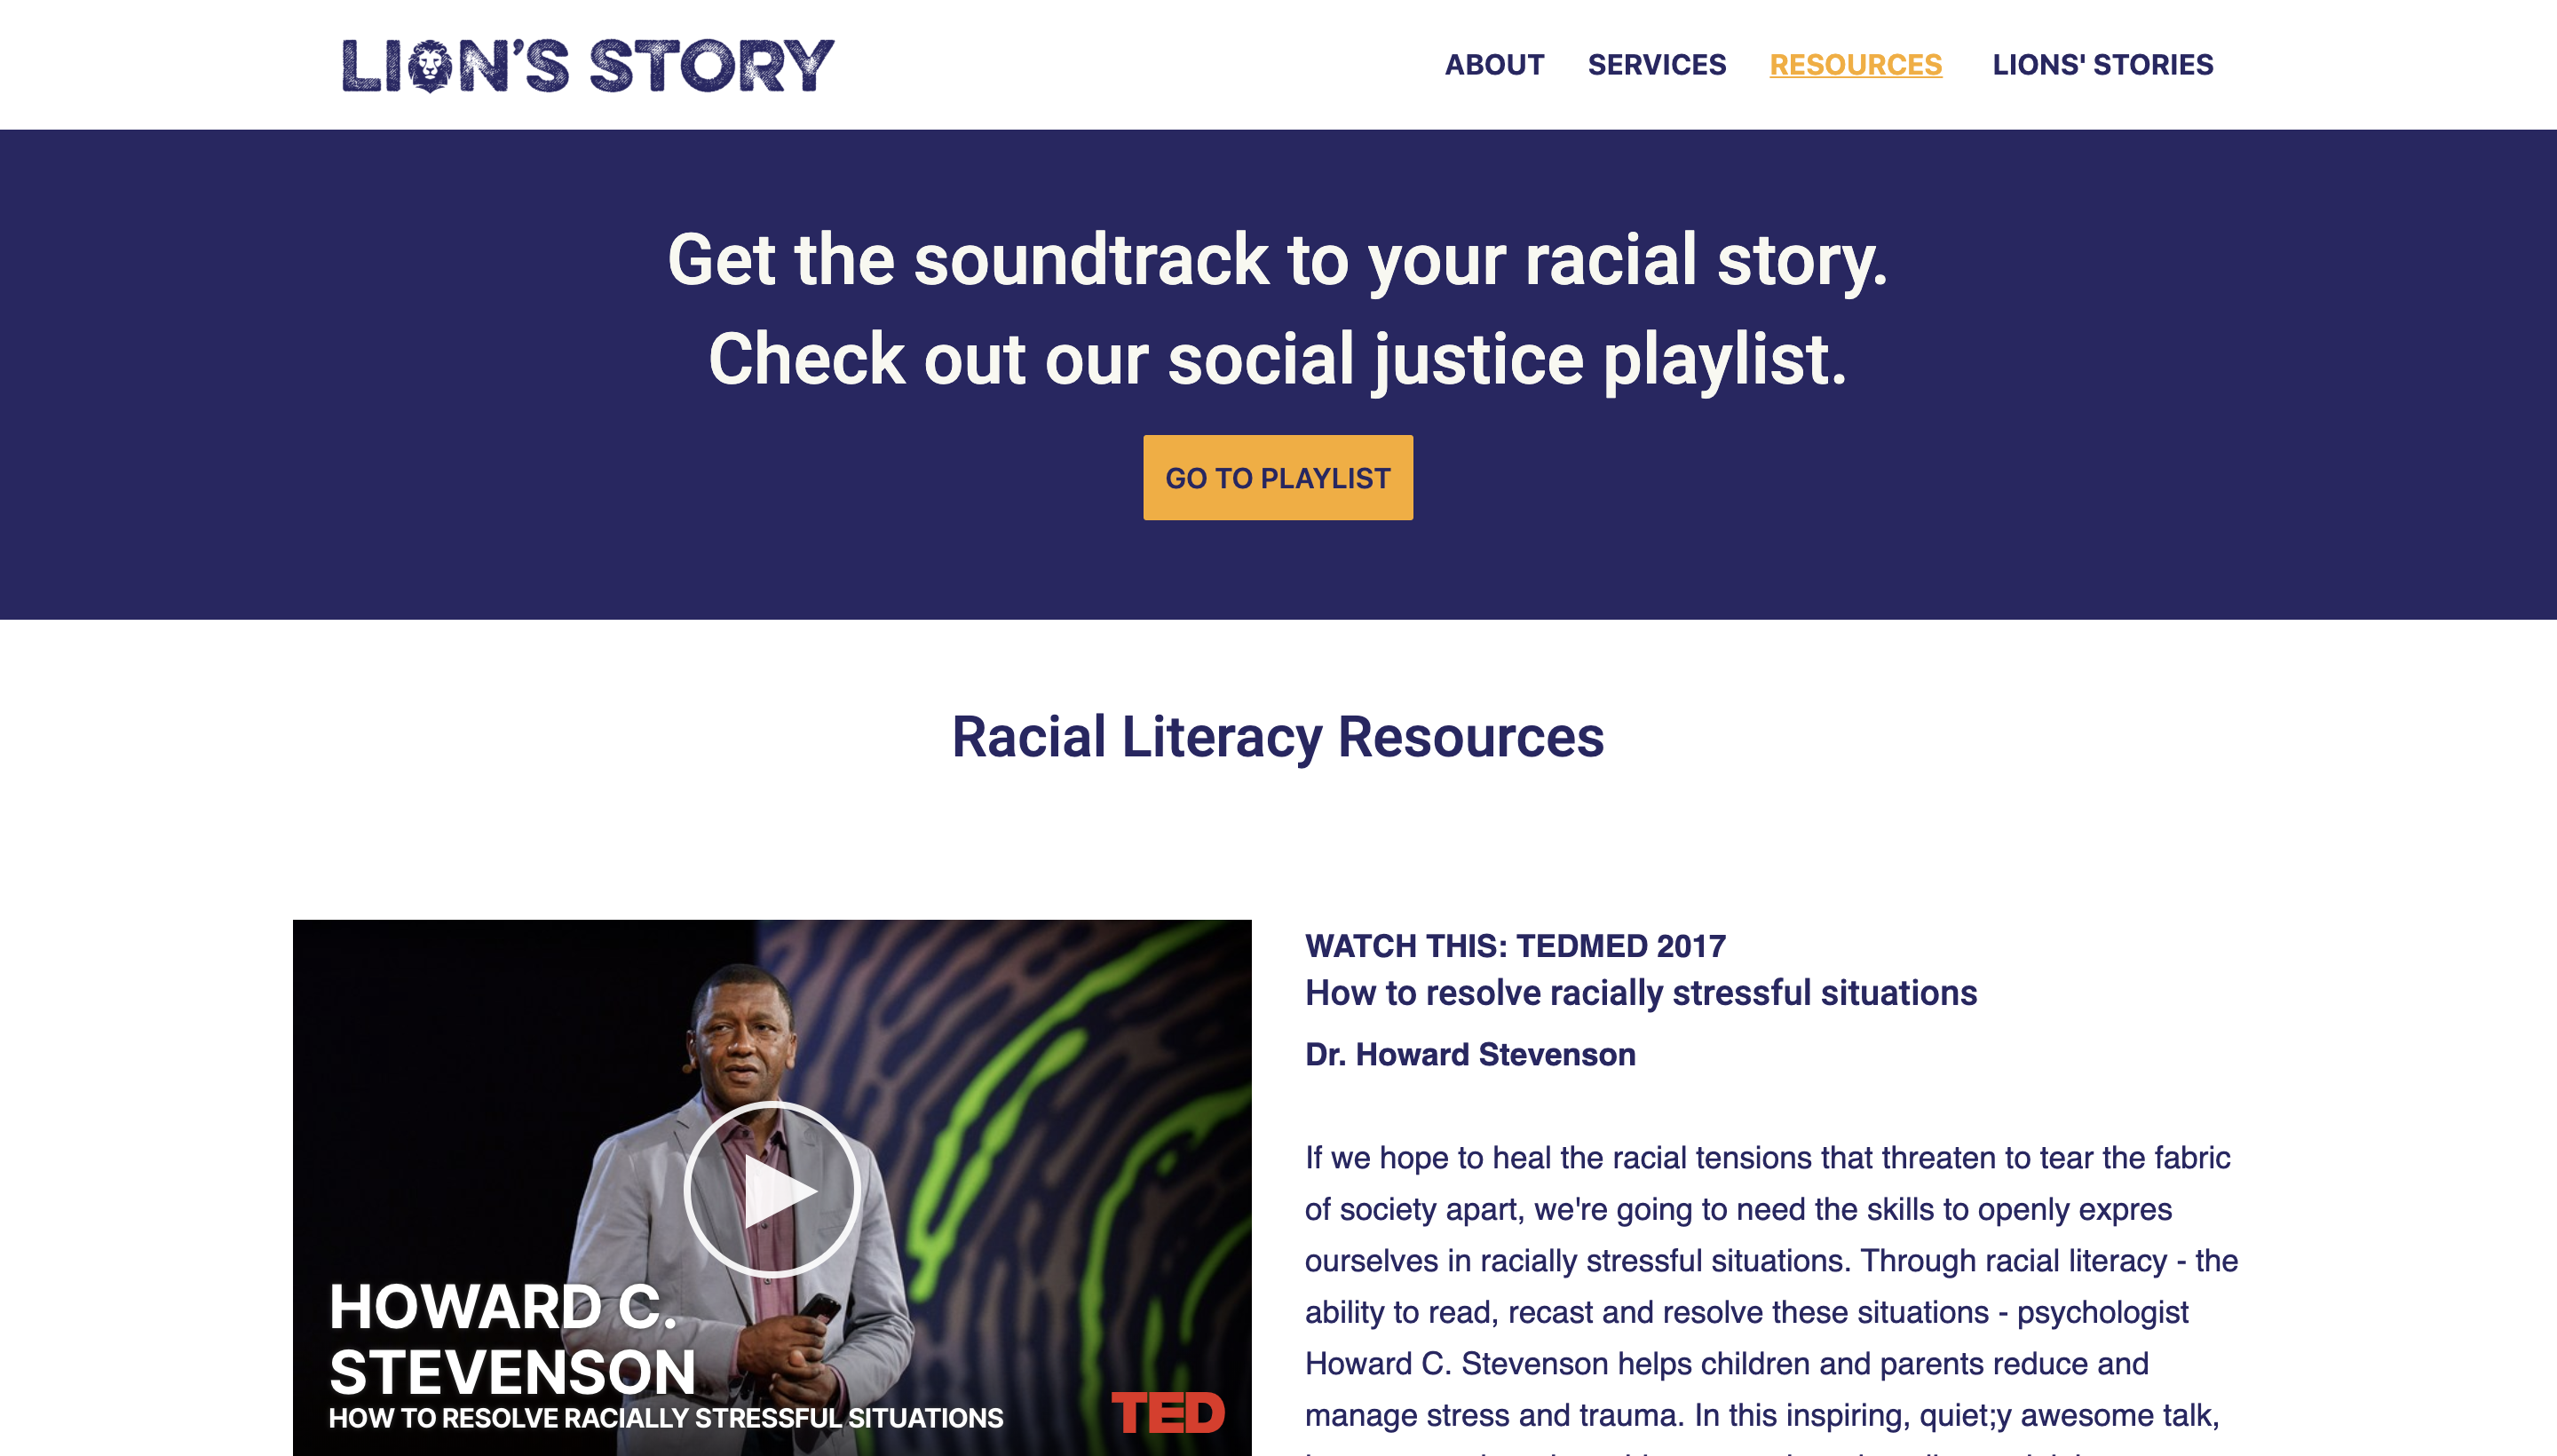 LION'S STORY
ABOUT SERVICES RESOURCES LIONS' STORIES
Get the soundtrack to your racial story.
Check out our social justice playlist.
GO TO PLAYLIST
Racial Literacy Resources
HOWARD C.
STEVENSON
HOW TO RESOLVE RACIALLY STRESSFUL SITUATIONS
TED
WATCH THIS: TEDMED 2017
How to resolve racially stressful situations
Dr. Howard Stevenson
If we hope to heal the racial tensions that threaten to tear the fabric
of society apart, we're going to need the skills to openly expres
ourselves in racially stressful situations. Through racial literacy - the
ability to read, recast and resolve these situations - psychologist
Howard C. Stevenson helps children and parents reduce and
manage stress and trauma. In this inspiring, quiet;y awesome talk,